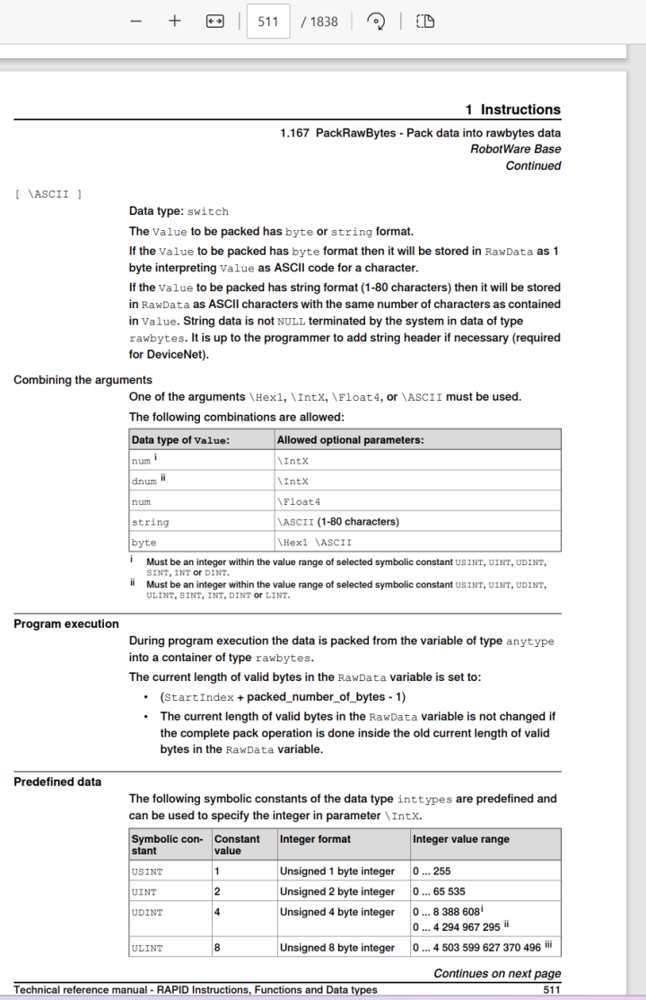 511 / 1838
1 Instructions
1.167 PackRawBytes - Pack data into rawbytes data
RobotWare Base
Continued
[ \ASCII ]
Data type: switch
The Value to be packed has byte or string format.
If the Value to be packed has byte format then it will be stored in RawData as 1
byte interpreting Value as ASCII code for a character.
If the Value to be packed has string format (1-80 characters) then it will be stored
in RawData as ASCII characters with the same number of characters as contained
in Value. String data is not NULL terminated by the system in data of type
rawbytes. It is up to the programmer to add string header if necessary (required
for DeviceNet).
Combining the arguments
One of the arguments \Hex1, \IntX, \Float4, or \ASCII must be used.
The following combinations are allowed:
Data type of Value: Allowed optional parameters:
num i \IntX
dnum ii \IntX
num \Float4
string \ASCII (1-80 characters)
byte \Hex1 \ASCII
i Must be an integer within the value range of selected symbolic constant USINT, UINT, UDINT,
SINT, INT or DINT.
ii Must be an integer within the value range of selected symbolic constant USINT, UINT, UDINT,
ULINT, SINT, INT, DINT or LINT.
Program execution
During program execution the data is packed from the variable of type anytype
into a container of type rawbytes.
The current length of valid bytes in the RawData variable is set to:
• (StartIndex + packed_number_of_bytes - 1)
• The current length of valid bytes in the RawData variable is not changed if
the complete pack operation is done inside the old current length of valid
bytes in the RawData variable.
Predefined data
The following symbolic constants of the data type inttypes are predefined and
can be used to specify the integer in parameter \IntX.
Symbolic con- Constant Integer format Integer value range
stant value
USINT 1 Unsigned 1 byte integer 0 ... 255
UINT 2 Unsigned 2 byte integer 0 ... 65 535
UDINT 4 Unsigned 4 byte integer 0 ... 8 388 608 i
0 ... 4 294 967 295 ii
ULINT 8 Unsigned 8 byte integer 0 ... 4 503 599 627 370 496 iii
Continues on next page
Technical reference manual - RAPID Instructions, Functions and Data types 511